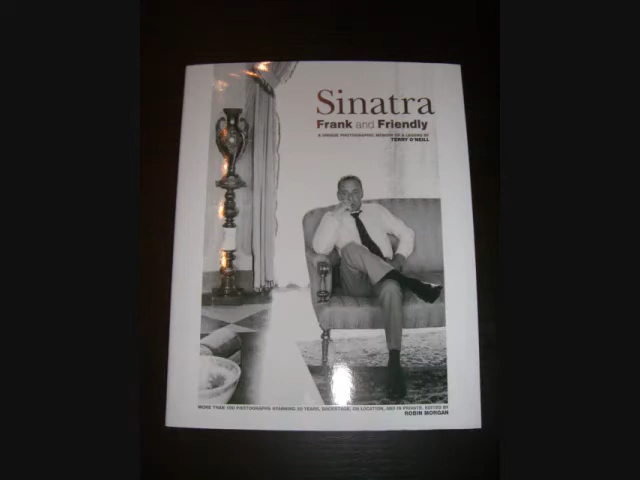 Sinatra
Frank and Friendly
A UNIQUE PHOTOGRAPHIC MEMOIR OF A LEGEND BY
TERRY O'NEILL
MORE THAN 100 PHOTOGRAPHS SPANNING 20 YEARS, BACKSTAGE, ON LOCATION, AND IN PRIVATE. EDITED BY
ROBIN MORGAN